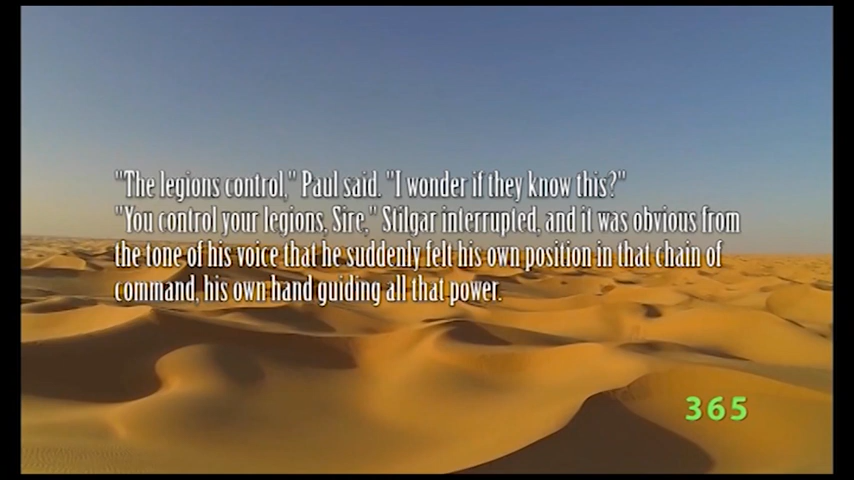 "The legions control," Paul said. "I wonder if they know this?"
"You control your legions, Sire," Stilgar interrupted, and it was obvious from
the tone of his voice that he suddenly felt his own position in that chain of
command, his own hand guiding all that power.
365